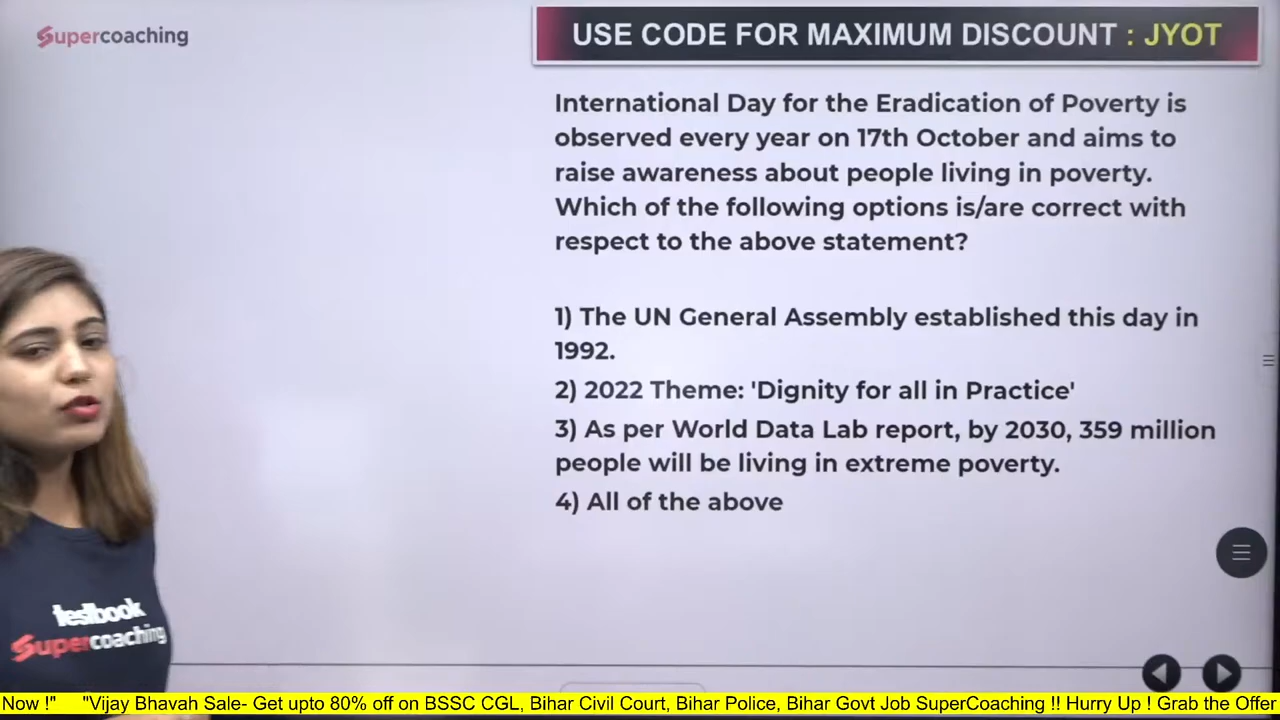 Supercoaching
USE CODE FOR MAXIMUM DISCOUNT : JYOT
International Day for the Eradication of Poverty is
observed every year on 17th October and aims to
raise awareness about people living in poverty.
Which of the following options is/are correct with
respect to the above statement?
1) The UN General Assembly established this day in
1992.
2) 2022 Theme: 'Dignity for all in Practice'
3) As per World Data Lab report, by 2030, 359 million
people will be living in extreme poverty.
4) All of the above
testbook
Supercoaching
Now !" "Vijay Bhavah Sale- Get upto 80% off on BSSC CGL, Bihar Civil Court, Bihar Police, Bihar Govt Job SuperCoaching !! Hurry Up ! Grab the Offer